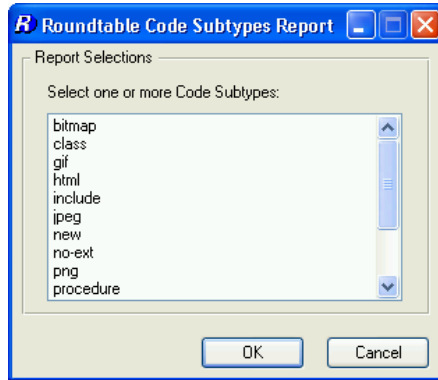 Roundtable Code Subtypes Report
Report Selections
Select one or more Code Subtypes:
bitmap
class
gif
html
include
jpeg
new
no-ext
png
procedure
OK
Cancel